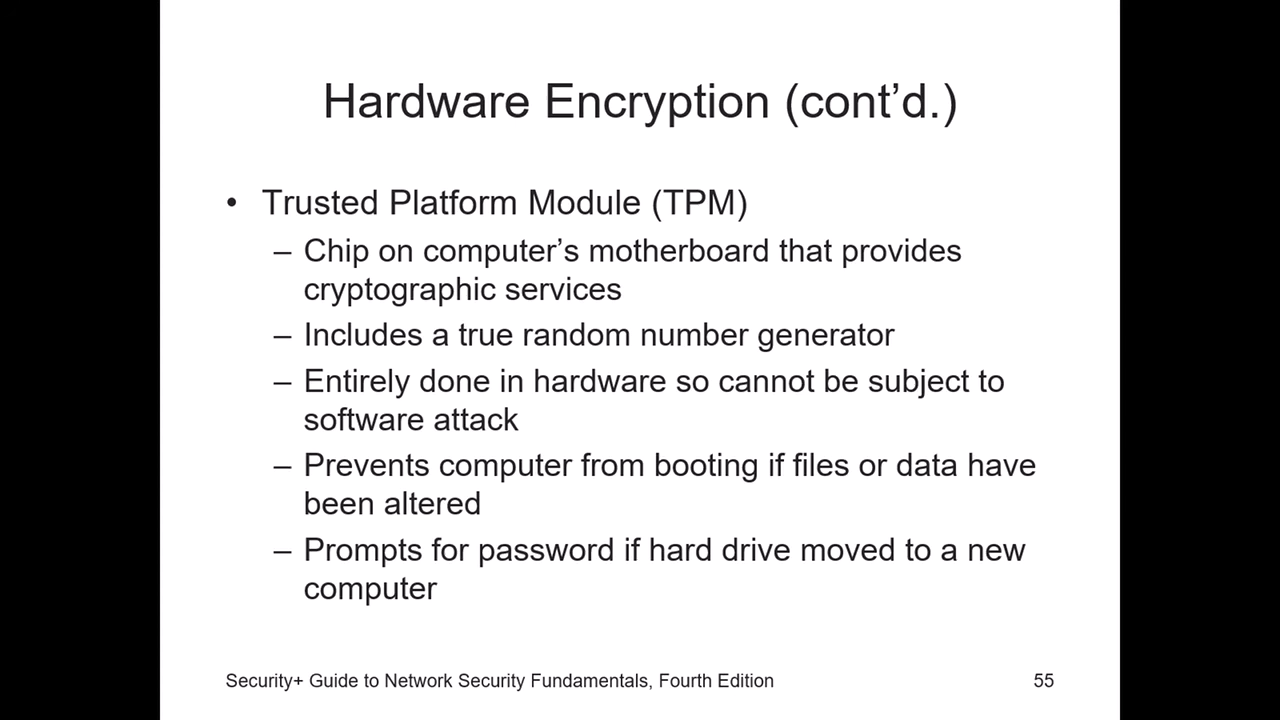 Hardware Encryption (cont’d.)
• Trusted Platform Module (TPM)
– Chip on computer’s motherboard that provides
cryptographic services
– Includes a true random number generator
– Entirely done in hardware so cannot be subject to
software attack
– Prevents computer from booting if files or data have
been altered
– Prompts for password if hard drive moved to a new
computer
Security+ Guide to Network Security Fundamentals, Fourth Edition 55